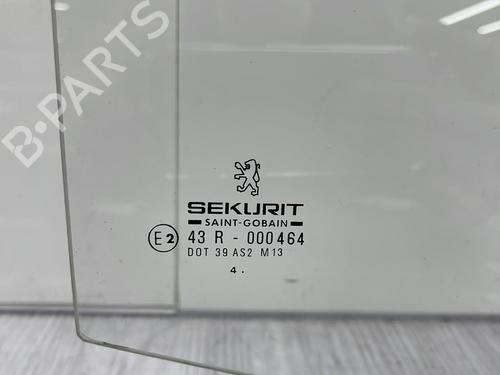 B-PARTS
SEKURIT
SAINT-GOBAIN
E2 43 R - 000464
DOT 39 AS2 M13
4 .